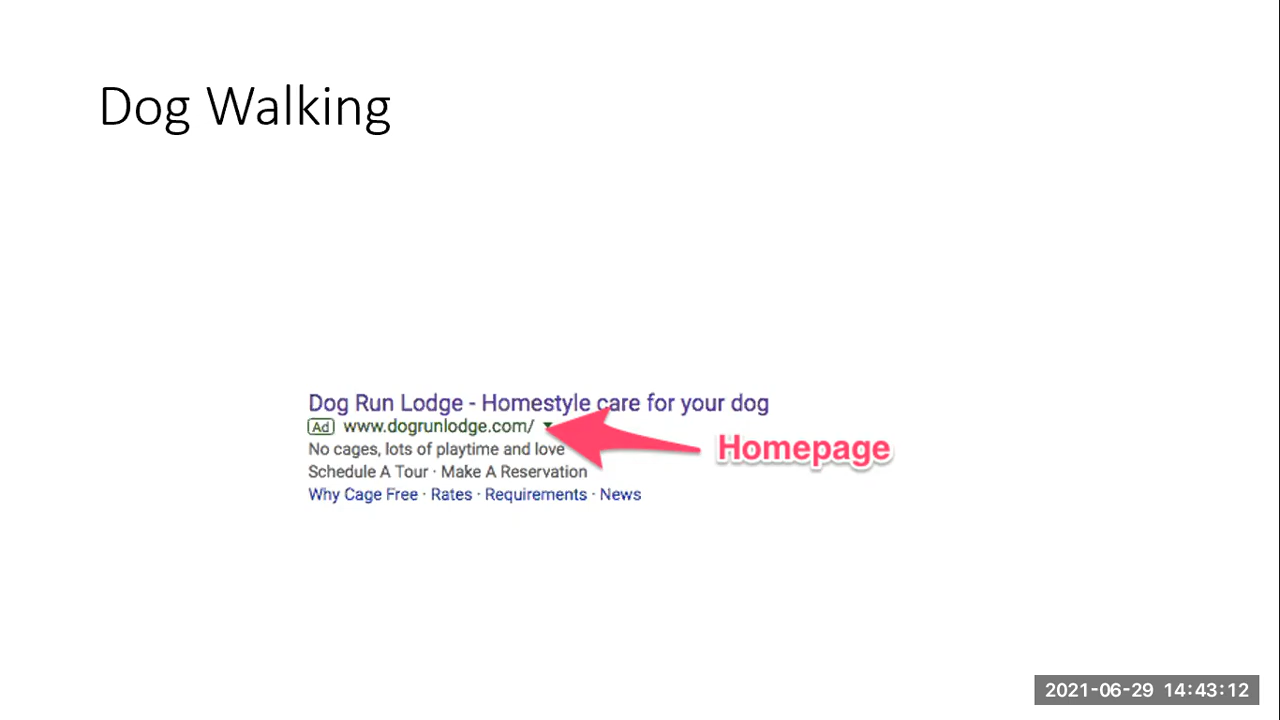 Dog Walking
Dog Run Lodge - Homestyle care for your dog
Ad www.dogrunlodge.com/
Homepage
No cages, lots of playtime and love
Schedule A Tour · Make A Reservation
Why Cage Free · Rates · Requirements · News
2021-06-29 14:43:12